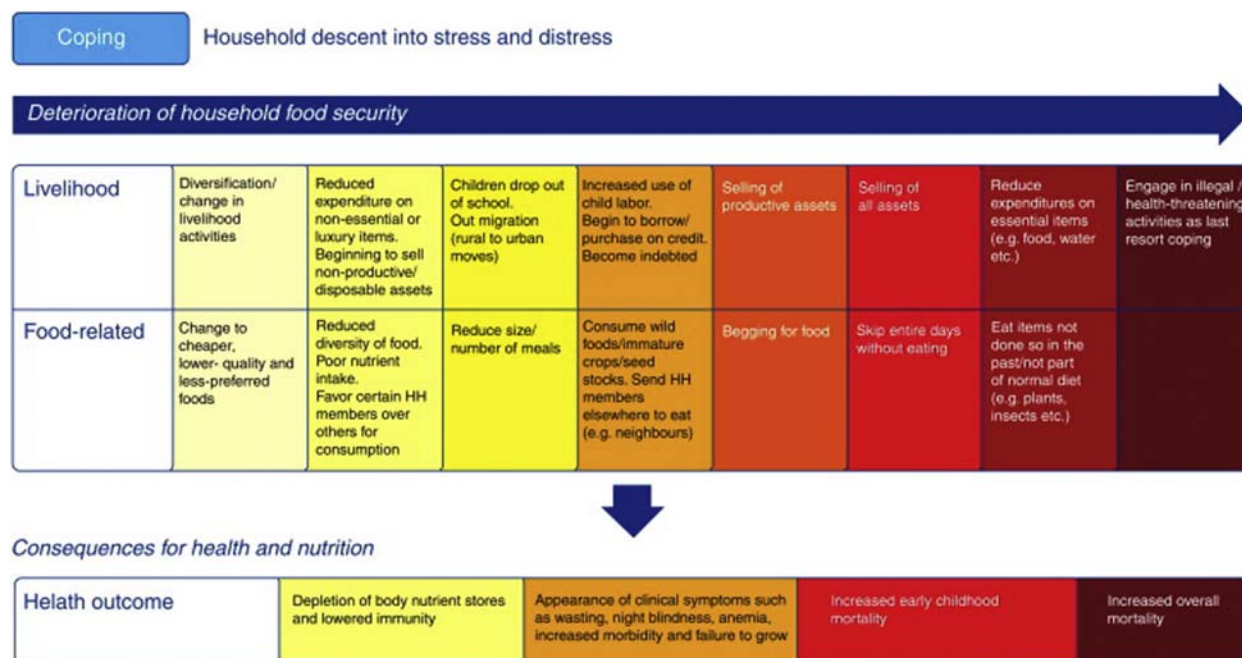 Coping
Household descent into stress and distress
Deterioration of household food security
Livelihood
Diversification/
change in
livelihood
activities
Reduced
expenditure on
non-essential or
luxury items.
Beginning to sell
non-productive/
disposable assets
Children drop out
of school.
Out migration
(rural to urban
moves)
Increased use of
child labor.
Begin to borrow/
purchase on credit.
Become indebted
Selling of
productive assets
Selling of
all assets
Reduce
expenditures on
essential items
(e.g. food, water
etc.)
Engage in illegal /
health-threatening
activities as last
resort coping
Food-related
Change to
cheaper,
lower- quality and
less-preferred
foods
Reduced
diversity of food.
Poor nutrient
intake.
Favor certain HH
members over
others for
consumption
Reduce size/
number of meals
Consume wild
foods/immature
crops/seed
stocks. Send HH
members
elsewhere to eat
(e.g. neighbours)
Begging for food
Skip entire days
without eating
Eat items not
done so in the
past/not part
of normal diet
(e.g. plants,
insects etc.)
Consequences for health and nutrition
Helath outcome
Depletion of body nutrient stores
and lowered immunity
Appearance of clinical symptoms such
as wasting, night blindness, anemia,
increased morbidity and failure to grow
Increased early childhood
mortality
Increased overall
mortality